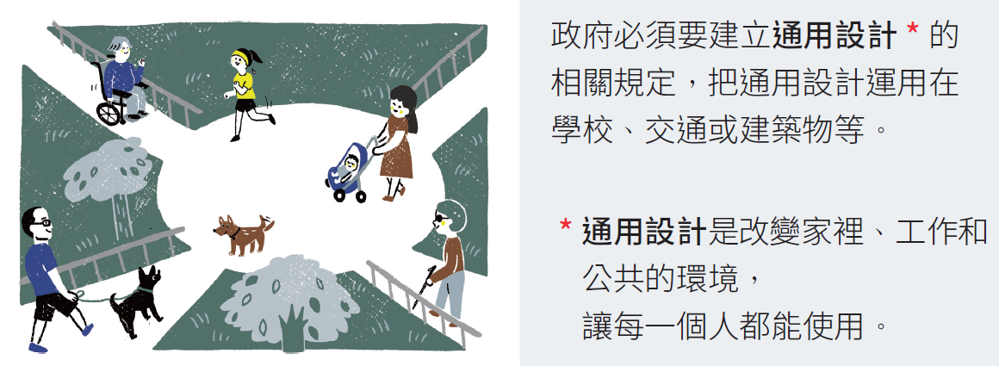 政府必須要建立通用設計 * 的
相關規定，把通用設計運用在
學校、交通或建築物等。
* 通用設計是改變家裡、工作和
公共的環境，
讓每一個人都能使用。